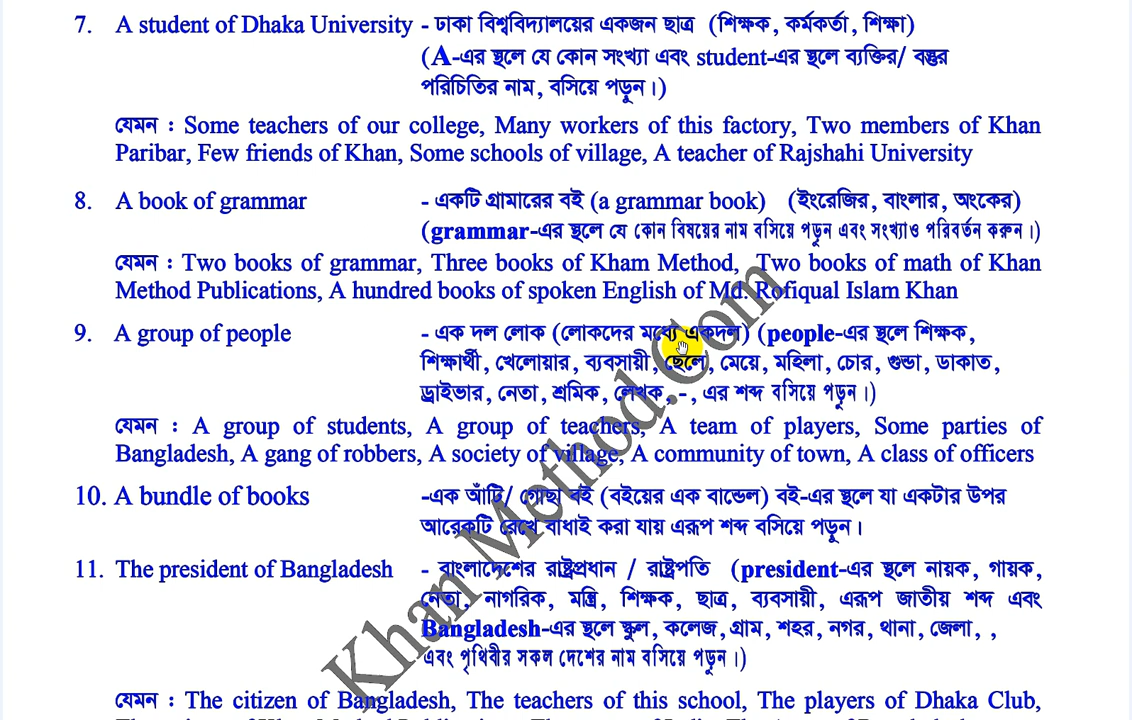 7. A student of Dhaka University - ঢাকা বিশ্ববিদ্যালয়ের একজন ছাত্র (শিক্ষক, কর্মকর্তা, শিক্ষা)
(A-এর স্থলে যে কোন সংখ্যা এবং student-এর স্থলে ব্যক্তির/ বস্তুর
পরিচিতির নাম, বসিয়ে পড়ুন।)
যেমন : Some teachers of our college, Many workers of this factory, Two members of Khan
Paribar, Few friends of Khan, Some schools of village, A teacher of Rajshahi University
8. A book of grammar - একটি গ্রামারের বই (a grammar book) (ইংরেজির, বাংলার, অংকের)
(grammar-এর স্থলে যে কোন বিষয়ের নাম বসিয়ে পড়ুন এবং সংখ্যাও পরিবর্তন করুন।)
যেমন : Two books of grammar, Three books of Kham Method, Two books of math of Khan
Method Publications, A hundred books of spoken English of Md. Rofiqual Islam Khan
9. A group of people - এক দল লোক (লোকদের মধ্যে একদল) (people-এর স্থলে শিক্ষক,
শিক্ষার্থী, খেলোয়ার, ব্যবসায়ী, ছেলে, মেয়ে, মহিলা, চোর, গুন্ডা, ডাকাত,
ড্রাইভার, নেতা, শ্রমিক, লেখক, -, এর শব্দ বসিয়ে পড়ুন।)
যেমন : A group of students, A group of teachers, A team of players, Some parties of
Bangladesh, A gang of robbers, A society of village, A community of town, A class of officers
10. A bundle of books -এক আঁটি/ গোছা বই (বইয়ের এক বান্ডেল) বই-এর স্থলে যা একটার উপর
আরেকটি রেখে বাধাই করা যায় এরূপ শব্দ বসিয়ে পড়ুন।
11. The president of Bangladesh - বাংলাদেশের রাষ্ট্রপ্রধান / রাষ্ট্রপতি (president-এর স্থলে নায়ক, গায়ক,
নেতা, নাগরিক, মন্ত্রি, শিক্ষক, ছাত্র, ব্যবসায়ী, এরূপ জাতীয় শব্দ এবং
Bangladesh-এর স্থলে স্কুল, কলেজ, গ্রাম, শহর, নগর, থানা, জেলা, ,
এবং পৃথিবীর সকল দেশের নাম বসিয়ে পড়ুন।)
যেমন : The citizen of Bangladesh, The teachers of this school, The players of Dhaka Club,
Khan Mothod.Com